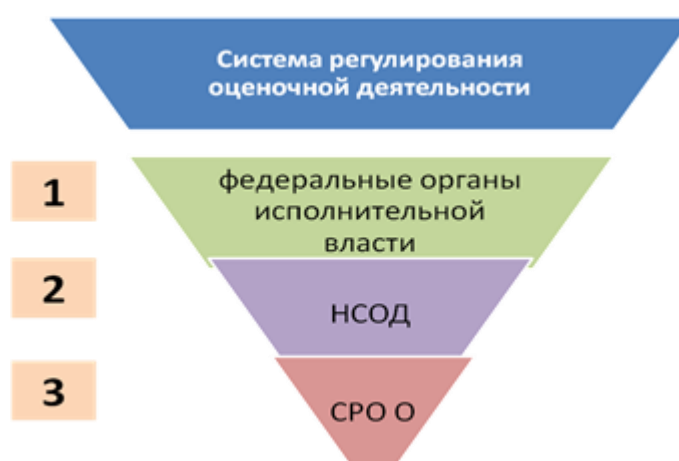 Система регулирования
оценочной деятельности
1
федеральные органы
исполнительной
власти
2
НСОД
3
СРО О